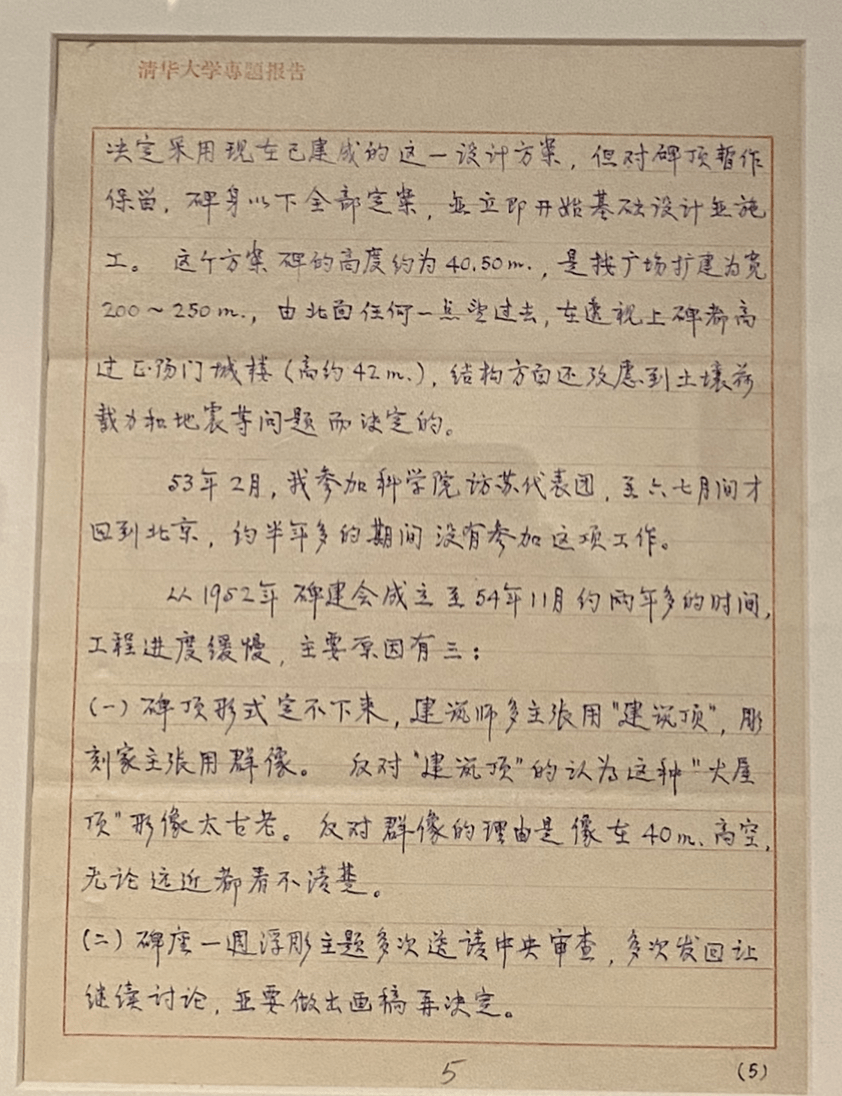 清华大学專題报告
决定采用现在已建成的这一设计方案，但对碑顶暂作
保留，碑身以下全部定案，並立即开始基础设计並施
工。 这个方案碑的高度约为40.50m.，是按广场扩建为宽
200~250m.，由北面任何一点望过去，在透视上碑都高
过正阳门城楼（高约42m.），结构方面还攷虑到土壤荷
载力和地震等问题而决定的。
53年2月，我参加科学院访苏代表团，至六七月间才
回到北京，约半年多的期间没有参加这项工作。
从1952年碑建会成立至54年11月约两年多的时间，
工程进度缓慢，主要原因有三：
(一)碑顶形式定不下来，建筑师多主张用"建筑顶"，彫
刻家主张用群像。 反对"建筑顶"的认为这种"大屋
顶"形像太古老。反对群像的理由是像在40m.高空，
无论远近都看不清楚。
(二)碑座一週浮彫主题多次送请中央审查，多次发回让
继续讨论，並要做出画稿再决定。
5
(5)